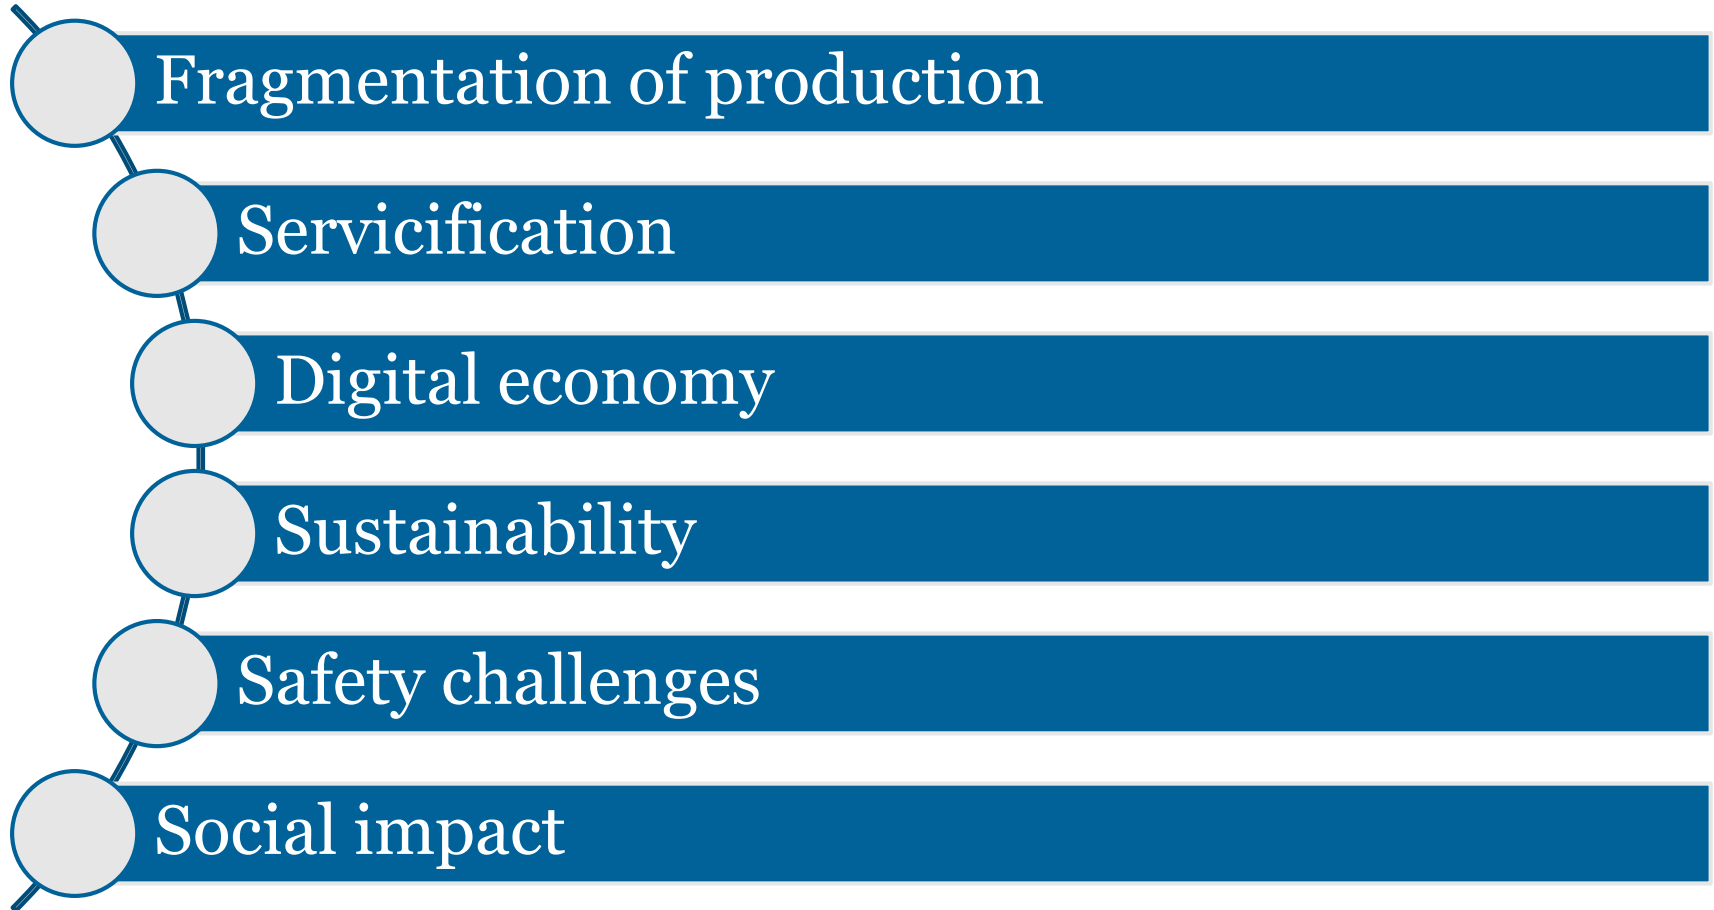 Fragmentation of production
Servicification
Digital economy
Sustainability
Safety challenges
Social impact